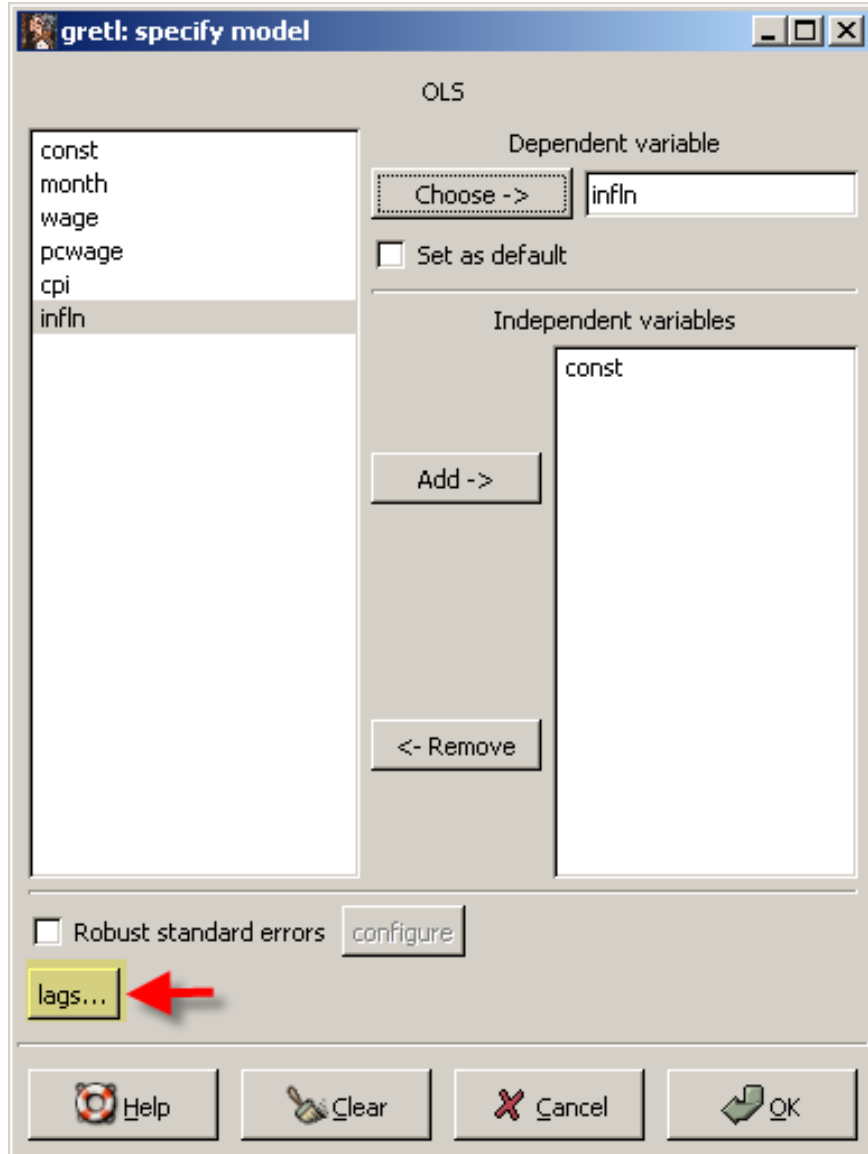 gretl: specify model
OLS
const
month
wage
pcwage
cpi
infln
Dependent variable
Choose ->
infln
Set as default
Independent variables
const
Add ->
<- Remove
Robust standard errors
configure
lags...
Help
Clear
Cancel
OK